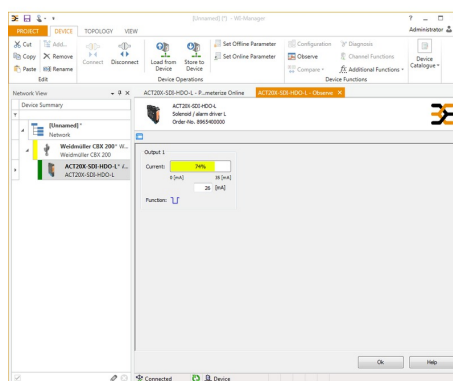 [Unnamed] (*) - WI-Manager
PROJECT DEVICE TOPOLOGY VIEW Administrator
Cut Add...
Copy Remove
Paste Rename
Connect Disconnect
Load from Device Store to Device
Set Offline Parameter
Set Online Parameter
Configuration Diagnosis
Observe Channel Functions
Compare Additional Functions
Device Catalogue
Edit Device Operations Device Functions
Network View ACT20X-SDI-HDO-L - P...meterize Online ACT20X-SDI-HDO-L - Observe
Device Summary
[Unnamed] *
Network
Weidmüller CBX 200* W...
Weidmüller CBX 200
ACT20X-SDI-HDO-L* /...
ACT20X-SDI-HDO-L
ACT20X-SDI-HDO-L
Solenoid / alarm driver L
Order-No. 8965400000
Output 1
Current: 74%
0 [mA] 35 [mA]
26 [mA]
Function:
Ok Help
Connected Device